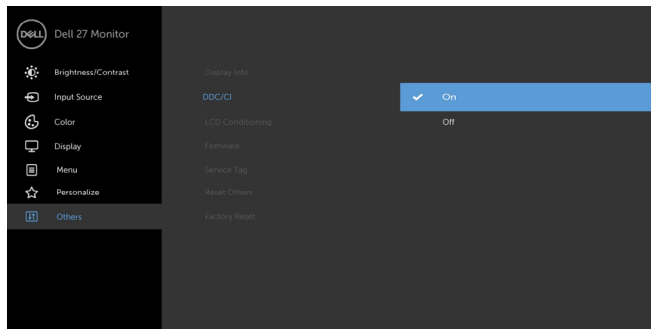 DELL
Dell 27 Monitor
Brightness/Contrast
Input Source
Color
Display
Menu
Personalize
Others
Display Info
DDC/CI
LCD Conditioning
Firmware
Service Tag
Reset Others
Factory Reset
On
Off